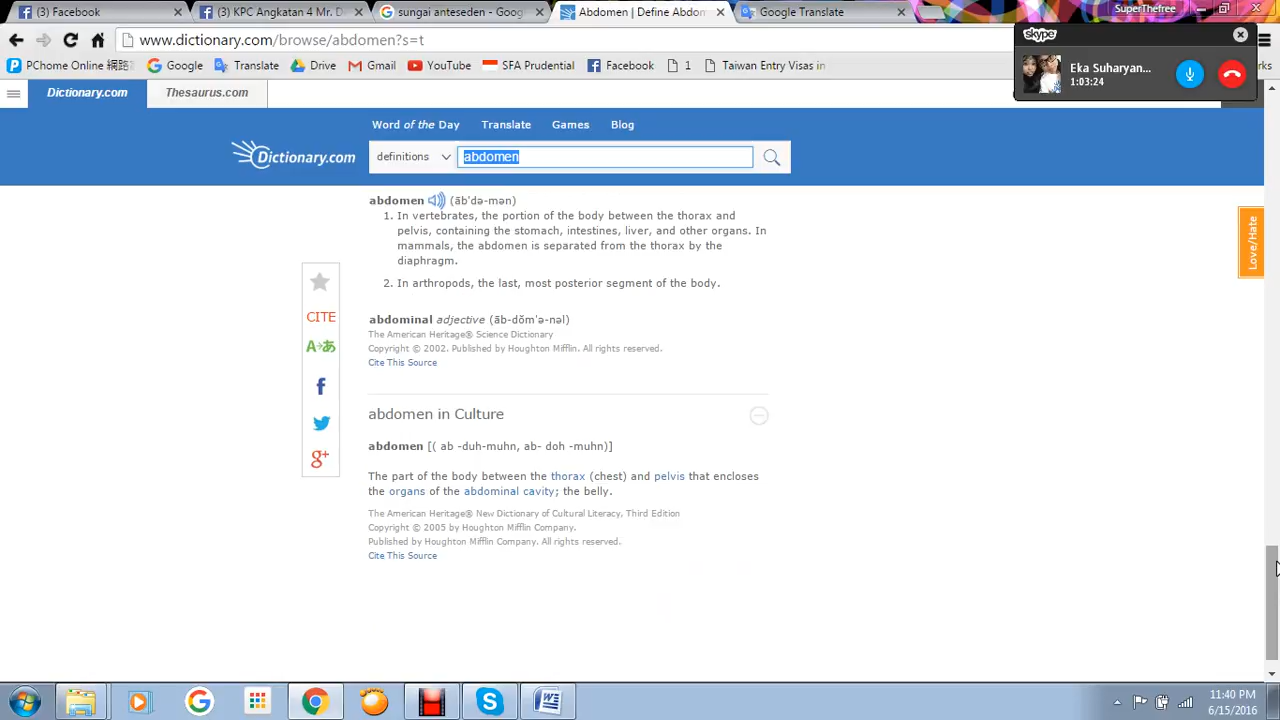 (3) Facebook
(3) KPC Angkatan 4 Mr. Da
sungai antereien - Goog
Abdomen | Define Abdom
Google Translate
SuperThefree
www.dictionary.com/browse/abdomen?s=t
PChome Online
Google
Translate
Drive
Gmail
YouTube
SFA Prudential
Facebook
1
Taiwan Entry Visas in
rks
skype
Eka Suharyan...
1:03:24
Dictionary.com
Thesaurus.com
Word of the Day
Translate
Games
Blog
Dictionary.com
definitions
abdomen
abdomen (āb'də-mən)
1. In vertebrates, the portion of the body between the thorax and
pelvis, containing the stomach, intestines, liver, and other organs. In
mammals, the abdomen is separated from the thorax by the
diaphragm.
2. In arthropods, the last, most posterior segment of the body.
abdominal adjective (āb-dŏm'ə-nəl)
The American Heritage® Science Dictionary
Copyright © 2002. Published by Houghton Mifflin. All rights reserved.
Cite This Source
CITE
A あ
f
g+
Love/Hate
abdomen in Culture
abdomen [( ab -duh-muhn, ab- doh -muhn)]
The part of the body between the thorax (chest) and pelvis that encloses
the organs of the abdominal cavity; the belly.
The American Heritage® New Dictionary of Cultural Literacy, Third Edition
Copyright © 2005 by Houghton Mifflin Company.
Published by Houghton Mifflin Company. All rights reserved.
Cite This Source
11:40 PM
6/15/2016